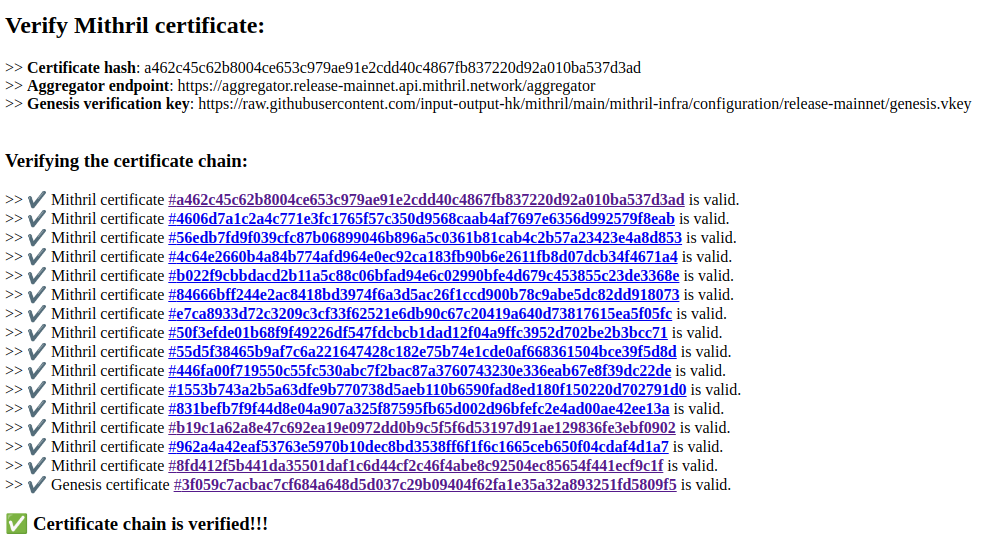 Verify Mithril certificate:
>> Certificate hash: a462c45c62b8004ce653c979ae91e2cdd40c4867fb837220d92a010ba537d3ad
>> Aggregator endpoint: https://aggregator.release-mainnet.api.mithril.network/aggregator
>> Genesis verification key: https://raw.githubusercontent.com/input-output-hk/mithril/main/mithril-infra/configuration/release-mainnet/genesis.vkey
Verifying the certificate chain:
>> ✔ Mithril certificate #a462c45c62b8004ce653c979ae91e2cdd40c4867fb837220d92a010ba537d3ad is valid.
>> ✔ Mithril certificate #4606d7a1c2a4c771e3fc1765f57c350d9568caab4af7697e6356d992579f8eab is valid.
>> ✔ Mithril certificate #56edb7fd9f039cfc87b06899046b896a5c0361b81cab4c2b57a23423e4a8d853 is valid.
>> ✔ Mithril certificate #4c64e2660b4a84b774afd964e0ec92ca183fb90b6e2611fb8d07dcb34f4671a4 is valid.
>> ✔ Mithril certificate #b022f9cbbdacd2b11a5c88c06bfad94e6c02990bfe4d679c453855c23de3368e is valid.
>> ✔ Mithril certificate #84666bff244e2ac8418bd3974f6a3d5ac26f1ccd900b78c9abe5dc82dd918073 is valid.
>> ✔ Mithril certificate #e7ca8933d72c3209c3cf33f62521e6db90c67c20419a640d73817615ea5f05fc is valid.
>> ✔ Mithril certificate #50f3efde01b68f9f49226df547fdcbcb1dad12f04a9ffc3952d702be2b3bcc71 is valid.
>> ✔ Mithril certificate #55d5f38465b9af7c6a221647428c182e75b74e1cde0af668361504bce39f5d8d is valid.
>> ✔ Mithril certificate #446fa00f719550c55fc530abc7f2bac87a3760743230e336eab67e8f39dc22de is valid.
>> ✔ Mithril certificate #1553b743a2b5a63dfe9b770738d5aeb110b6590fad8ed180f150220d702791d0 is valid.
>> ✔ Mithril certificate #831befb7f9f44d8e04a907a325f87595fb65d002d96bfefc2e4ad00ae42ee13a is valid.
>> ✔ Mithril certificate #b19c1a62a8e47c692ea19e0972dd0b9c5f5f6d53197d91ae129836fe3ebf0902 is valid.
>> ✔ Mithril certificate #962a4a42eaf53763e5970b10dec8bd3538ff6f1f6c1665ceb650f04cdaf4d1a7 is valid.
>> ✔ Mithril certificate #8fd412f5b441da35501daf1c6d44cf2c46f4abe8c92504ec85654f441ecf9c1f is valid.
>> ✔ Genesis certificate #3f059c7acbac7cf684a648d5d037c29b09404f62fa1e35a32a893251fd5809f5 is valid.
✅ Certificate chain is verified!!!